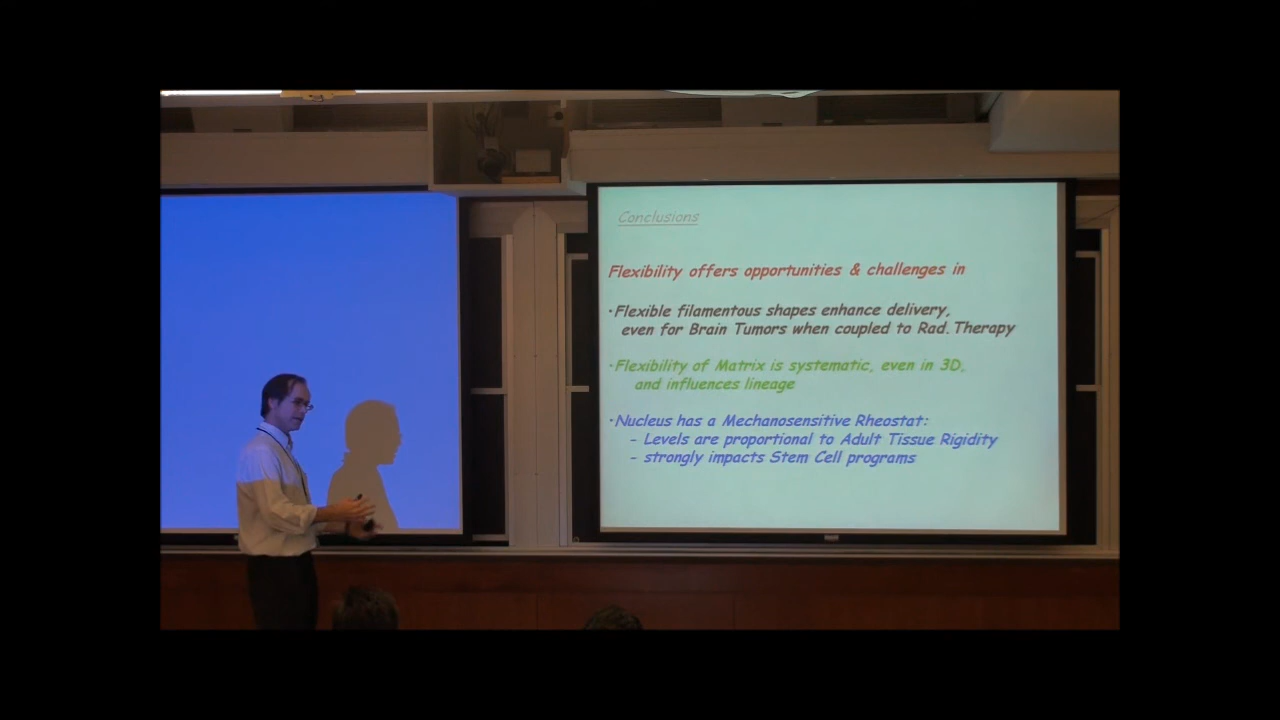 Conclusions
Flexibility offers opportunities & challenges in
·Flexible filamentous shapes enhance delivery,
even for Brain Tumors when coupled to Rad. Therapy
·Flexibility of Matrix is systematic, even in 3D,
and influences lineage
·Nucleus has a Mechanosensitive Rheostat:
- Levels are proportional to Adult Tissue Rigidity
- strongly impacts Stem Cell programs